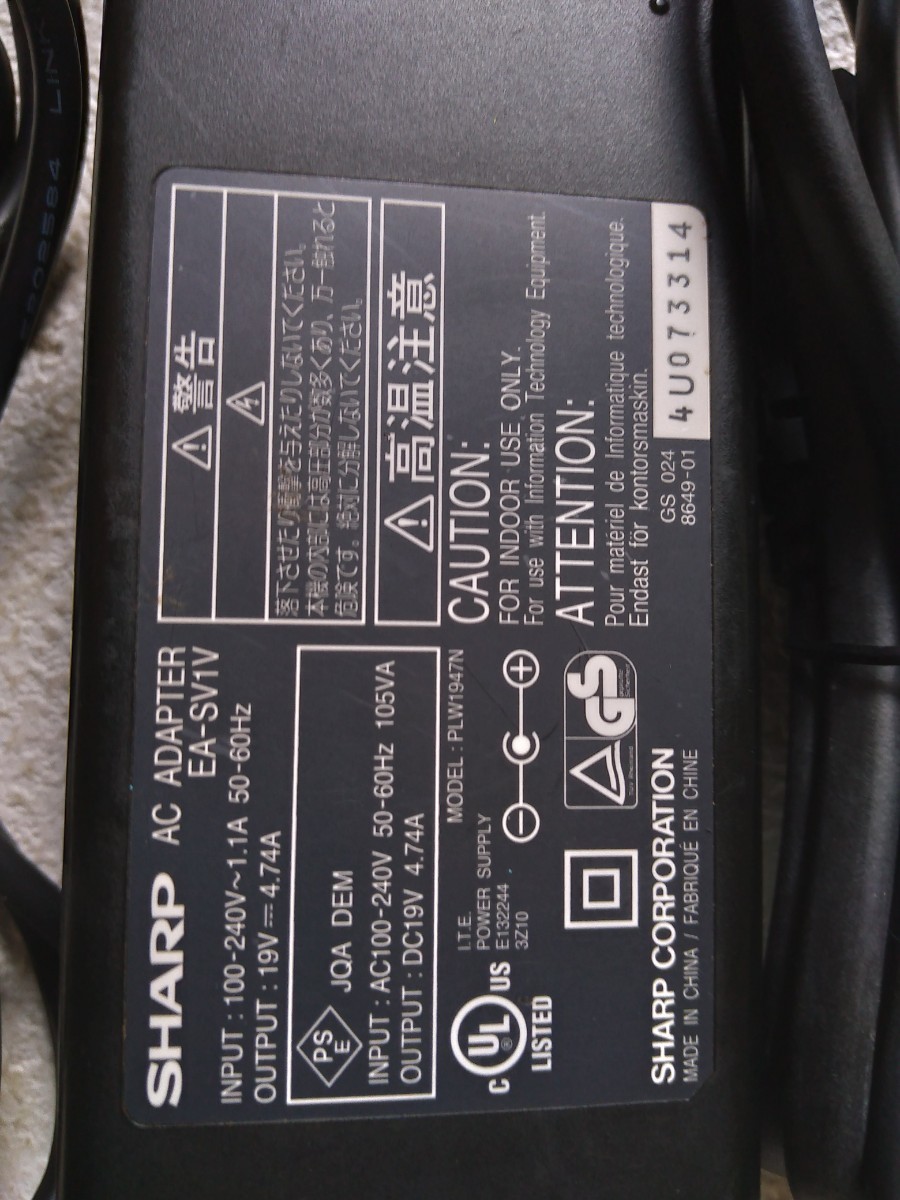 SHARP AC ADAPTER
EA-SV1V
INPUT : 100-240V~1.1A 50-60Hz
OUTPUT : 19V⎓4.74A
PS
E
JQA DEM
INPUT : AC100-240V 50-60Hz 105VA
OUTPUT : DC19V 4.74A
MODEL : PLW1947N
C UL US
®
LISTED
I.T.E.
POWER SUPPLY
E132244
3Z10
SHARP CORPORATION
MADE IN CHINA / FABRIQUÉ EN CHINE
GS
警告
落下させたり衝撃を与えたりしないでください。
本機の内部には高圧部分が数多くあり、万一触れると
危険です。絶対に分解しないでください。
高温注意
CAUTION:
FOR INDOOR USE ONLY.
For use with Information Technology Equipment.
ATTENTION:
Pour matériel de Informatique technologique.
Endast för kontorsmaskin.
GS 024
8649-01
4U073314